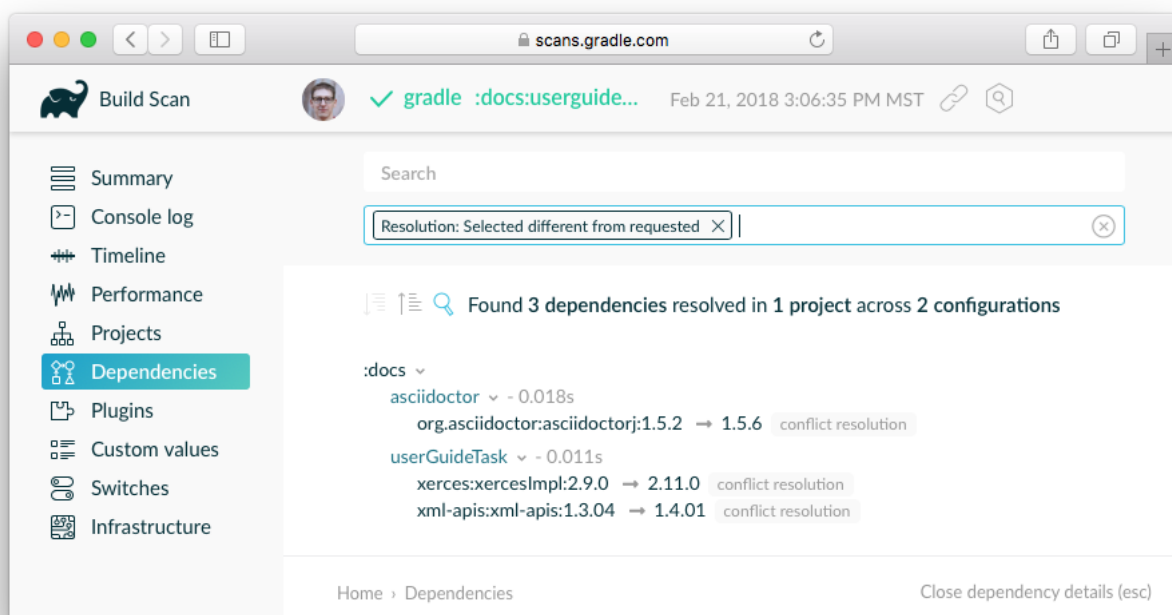 scans.gradle.com
Build Scan
gradle :docs:userguide... Feb 21, 2018 3:06:35 PM MST
Summary
Console log
Timeline
Performance
Projects
Dependencies
Plugins
Custom values
Switches
Infrastructure
Search
Resolution: Selected different from requested
Found 3 dependencies resolved in 1 project across 2 configurations
:docs
asciidoctor - 0.018s
org.asciidoctor:asciidoctorj:1.5.2 → 1.5.6 conflict resolution
userGuideTask - 0.011s
xerces:xercesImpl:2.9.0 → 2.11.0 conflict resolution
xml-apis:xml-apis:1.3.04 → 1.4.01 conflict resolution
Home › Dependencies
Close dependency details (esc)